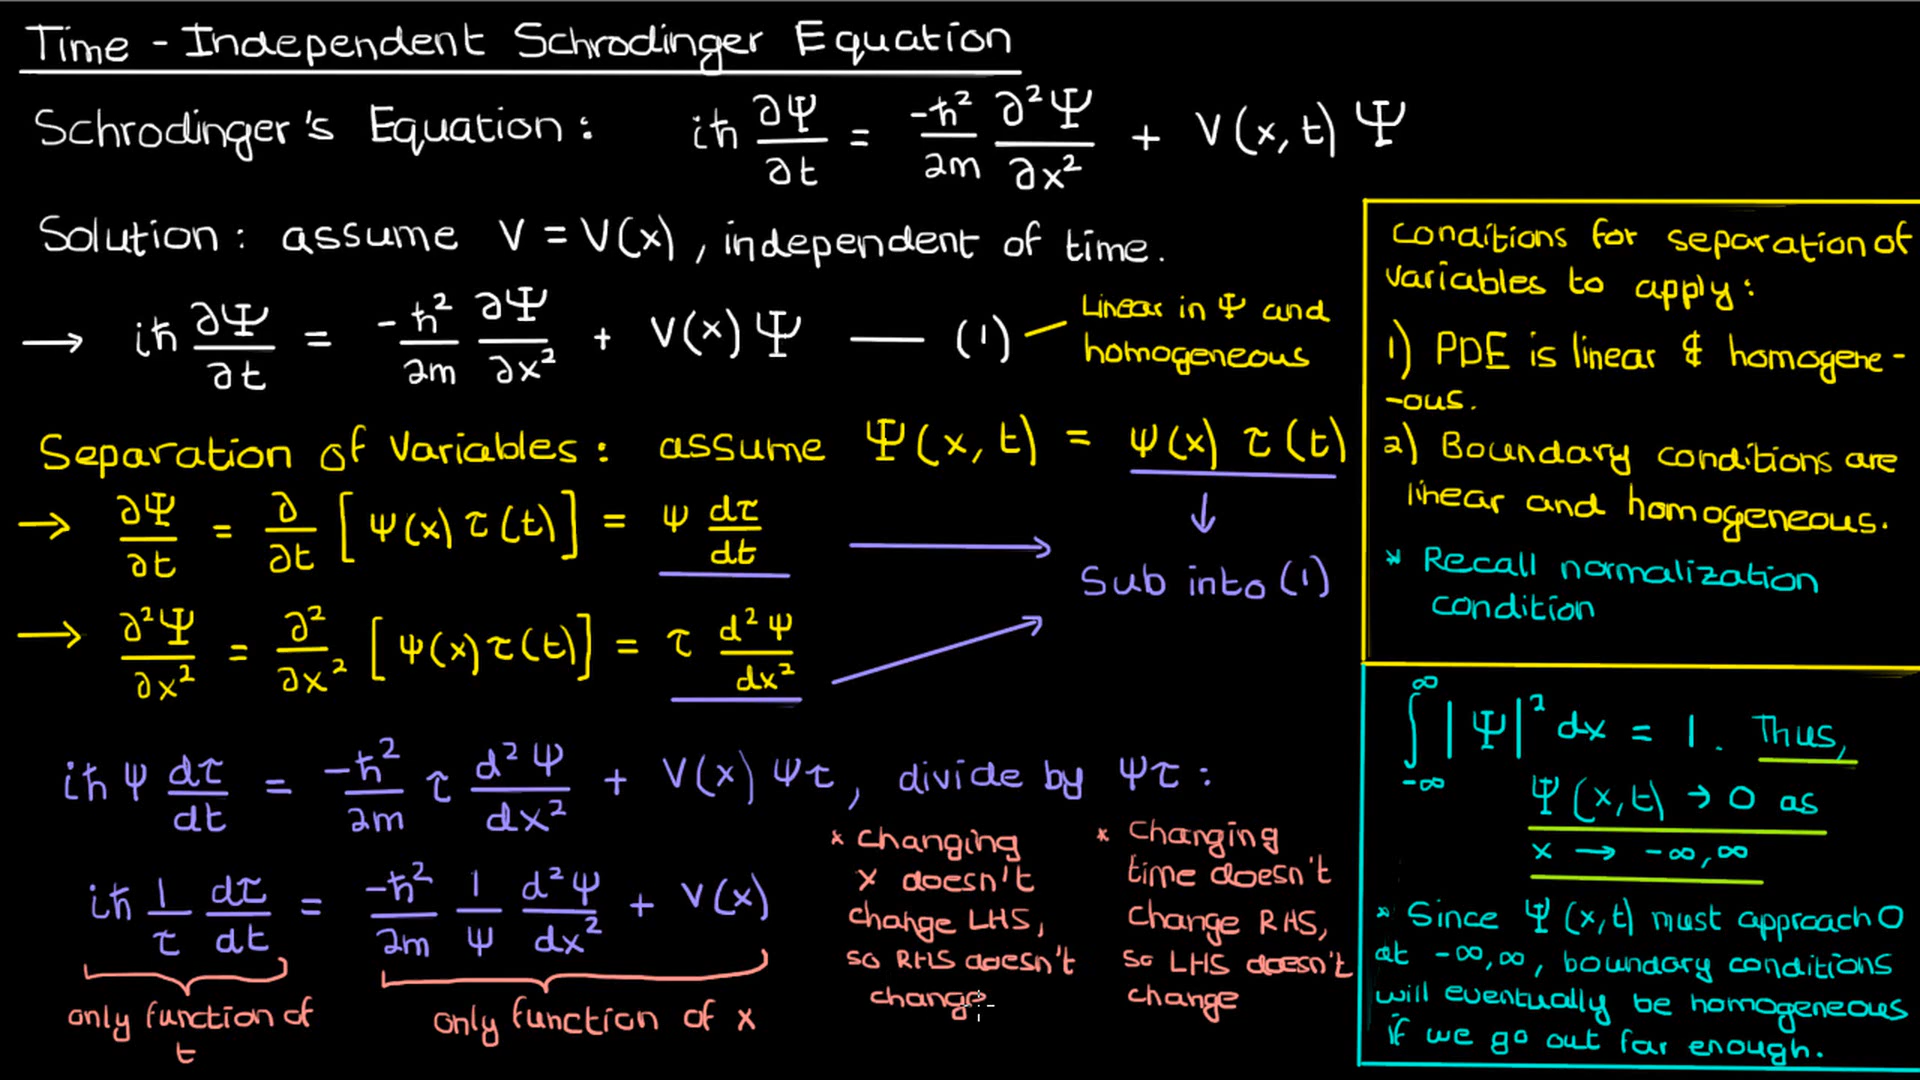 Time - Independent Schrodinger Equation
Schrodinger's Equation: iħ ∂Ψ/∂t = -ħ²/2m ∂²Ψ/∂x² + V(x,t) Ψ
Solution: assume V = V(x), independent of time.
→ iħ ∂Ψ/∂t = -ħ²/2m ∂Ψ/∂x² + V(x) Ψ — (1)
Linear in Ψ and
homogeneous
Separation of Variables: assume Ψ(x,t) = ψ(x) τ(t)
→ ∂Ψ/∂t = ∂/∂t [ψ(x) τ(t)] = ψ dτ/dt
→ ∂²Ψ/∂x² = ∂²/∂x² [ψ(x) τ(t)] = τ d²ψ/dx²
↓
Sub into (1)
iħ ψ dτ/dt = -ħ²/2m τ d²ψ/dx² + V(x) ψτ, divide by ψτ:
iħ 1/τ dτ/dt = -ħ²/2m 1/ψ d²ψ/dx² + V(x)
only function of
t
only function of x
* changing
x doesn't
change LHS,
so RHS doesn't
change
* Changing
time doesn't
change RHS,
so LHS doesn't
change
conditions for separation of
variables to apply:
1) PDE is linear & homogene-
-ous.
2) Boundary conditions are
linear and homogeneous.
* Recall normalization
condition
∫_{-∞}^{∞} |Ψ|² dx = 1. Thus,
Ψ(x,t) → 0 as
x → -∞,∞
* Since Ψ(x,t) must approach 0
at -∞,∞, boundary conditions
will eventually be homogeneous
if we go out far enough.